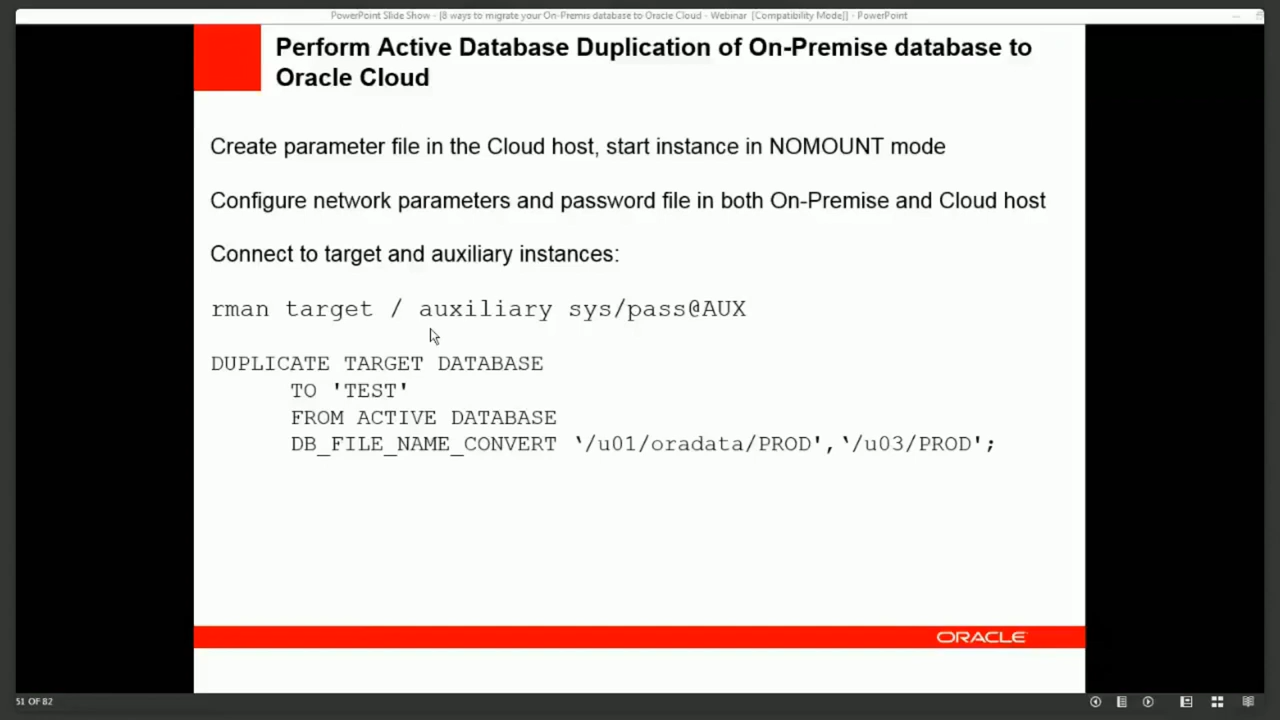 PowerPoint Slide Show - [8 ways to migrate your On-Premis database to Oracle Cloud - Webinar [Compatibility Mode]] - PowerPoint
Perform Active Database Duplication of On-Premise database to
Oracle Cloud
Create parameter file in the Cloud host, start instance in NOMOUNT mode
Configure network parameters and password file in both On-Premise and Cloud host
Connect to target and auxiliary instances:
rman target / auxiliary sys/pass@AUX
DUPLICATE TARGET DATABASE
TO 'TEST'
FROM ACTIVE DATABASE
DB_FILE_NAME_CONVERT ‘/u01/oradata/PROD',‘/u03/PROD';
ORACLE
51 OF 82